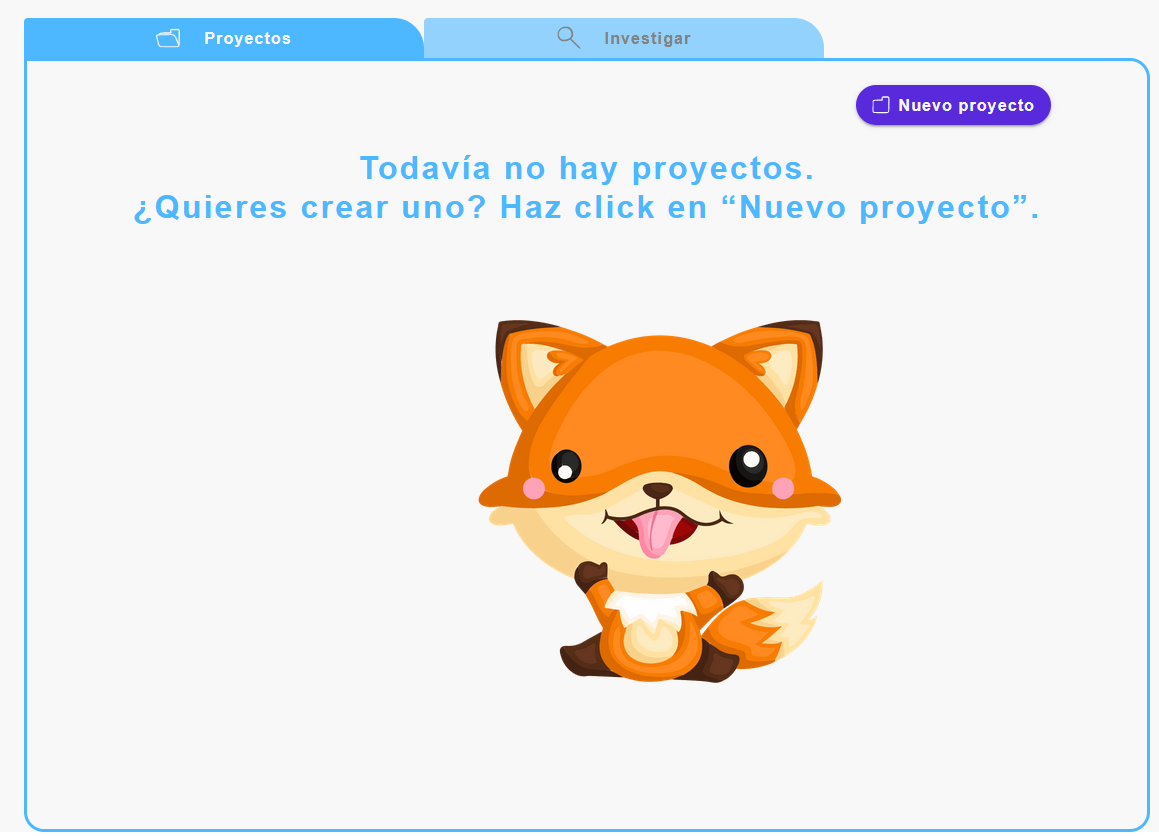 Proyectos
Investigar
Nuevo proyecto
Todavía no hay proyectos.
¿Quieres crear uno? Haz click en “Nuevo proyecto”.